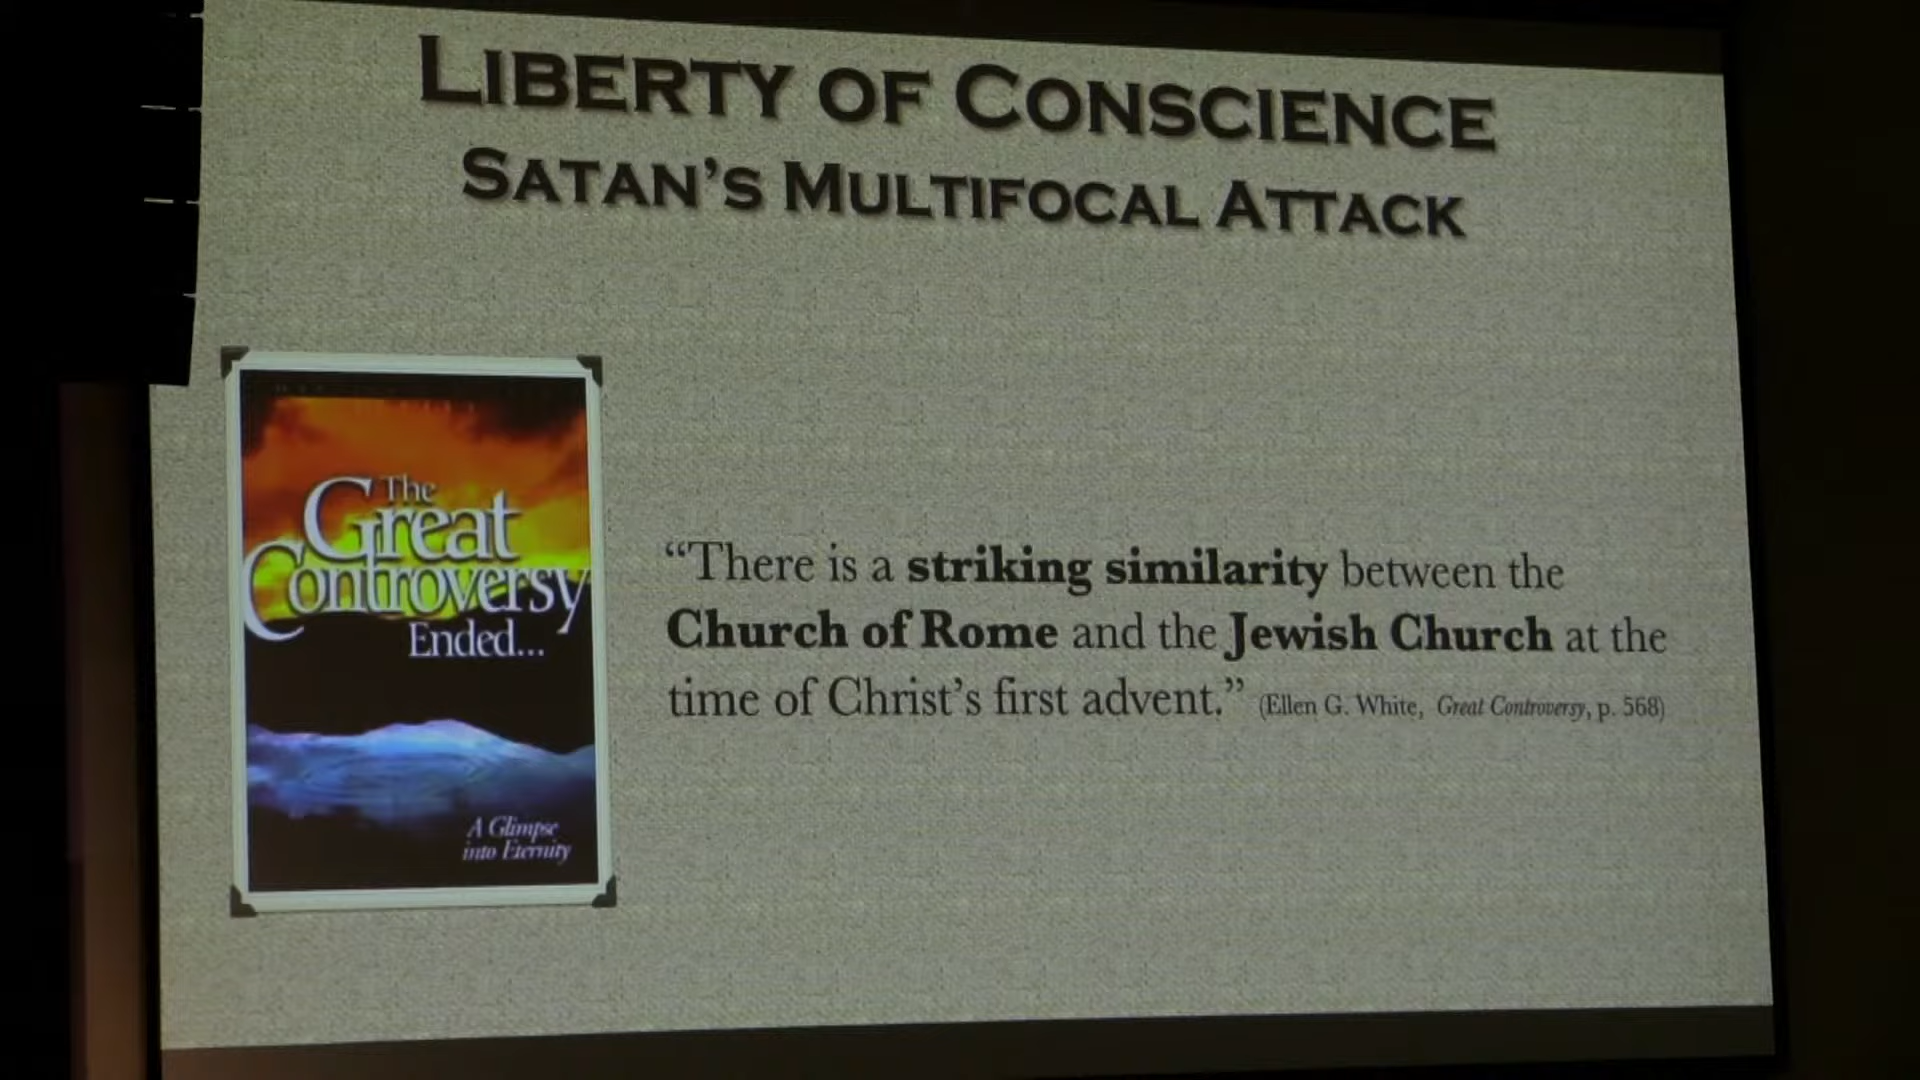 LIBERTY OF CONSCIENCE
SATAN'S MULTIFOCAL ATTACK
The
Great
Controversy
Ended...
A Glimpse
into Eternity
“There is a striking similarity between the
Church of Rome and the Jewish Church at the
time of Christ's first advent.” (Ellen G. White, Great Controversy, p. 568)